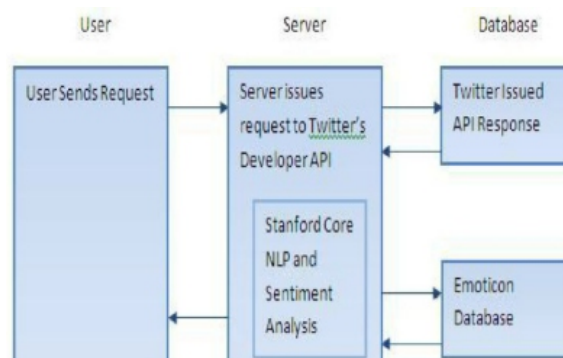 User
Server
Database
User Sends Request
Server issues
request to Twitter's
Developer API
Twitter Issued
API Response
Stanford Core
NLP and
Sentiment
Analysis
Emoticon
Database